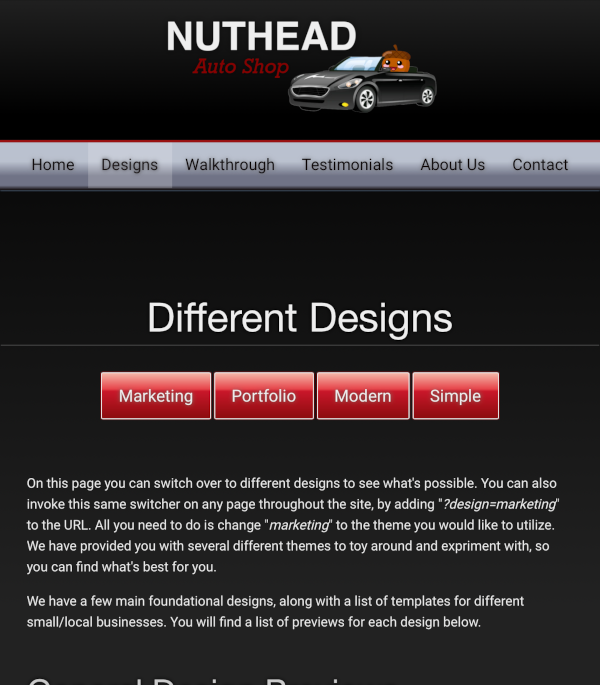 NUTHEAD
Auto Shop
Home Designs Walkthrough Testimonials About Us Contact
Different Designs
Marketing Portfolio Modern Simple
On this page you can switch over to different designs to see what's possible. You can also
invoke this same switcher on any page throughout the site, by adding "?design=marketing"
to the URL. All you need to do is change "marketing" to the theme you would like to utilize.
We have provided you with several different themes to toy around and expriment with, so
you can find what's best for you.
We have a few main foundational designs, along with a list of templates for different
small/local businesses. You will find a list of previews for each design below.